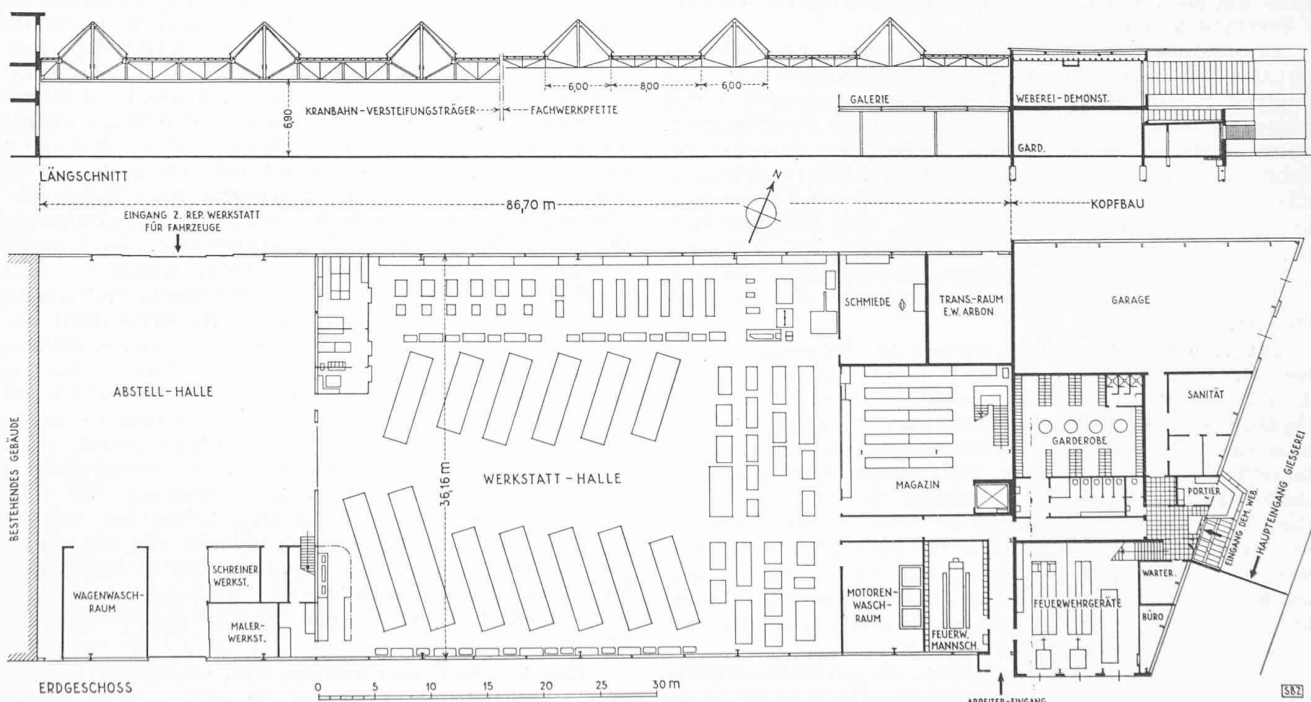 6,90
KRANBAHN-VERSTEIFUNGSTRÄGER
FACHWERKPFETTE
6,00
8,00
6,00
GALERIE
WEBEREI-DEMONST.
GARD.
LÄNGSCHNITT
86,70 m
N
KOPFBAU
EINGANG Z. REP. WERKSTATT
FÜR FAHRZEUGE
BESTEHENDES GEBÄUDE
ABSTELL-HALLE
36,16 m
WERKSTATT-HALLE
SCHMIEDE
TRANS.-RAUM
E.W. ARBON
GARAGE
MAGAZIN
GARDEROBE
SANITÄT
PORTIER
EINGANG DEM. WEB.
HAUPTEINGANG GIESSEREI
WAGENWASCH-
RAUM
SCHREINER
WERKST.
MALER-
WERKST.
MOTOREN-
WASCH-
RAUM
FEUERW.
MANNSCH.
FEUERWEHRGERÄTE
WARTER.
BÜRO
ERDGESCHOSS
0 5 10 15 20 25 30 m
ARBEITER-EINGANG
SBZ